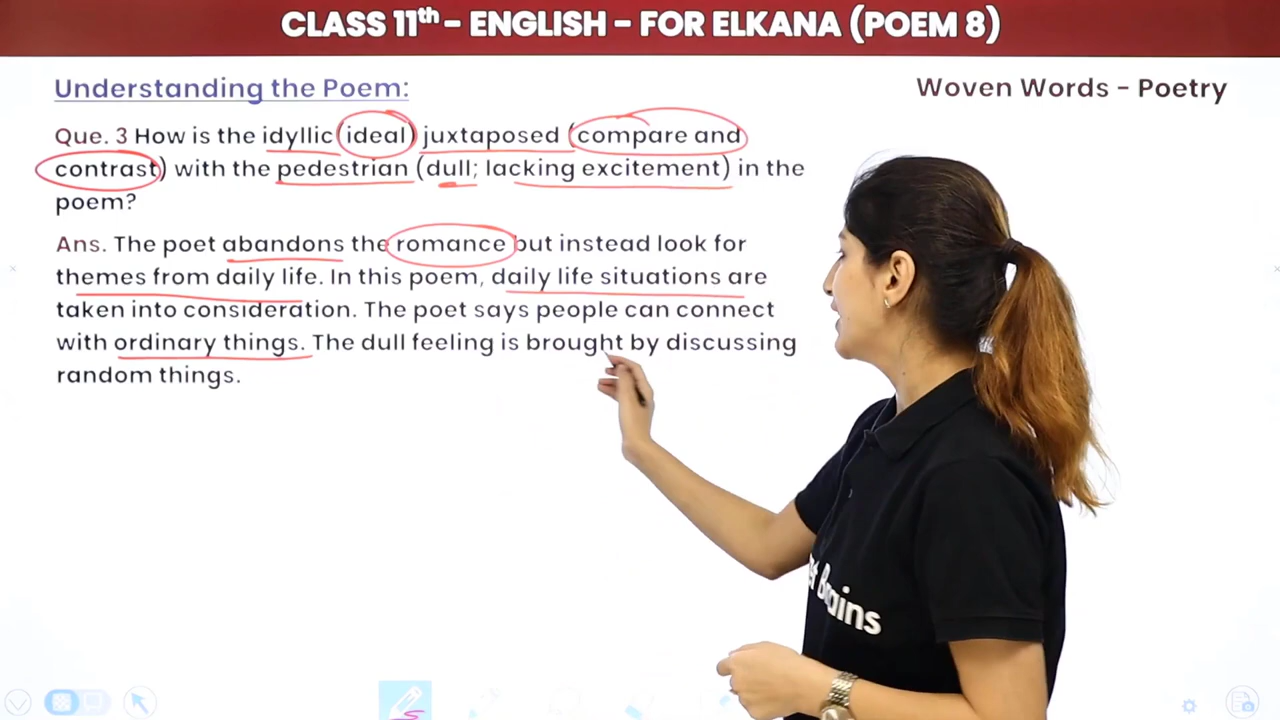 CLASS 11th - ENGLISH - FOR ELKANA (POEM 8)
Understanding the Poem:
Woven Words - Poetry
Que. 3 How is the idyllic (ideal) juxtaposed (compare and
contrast) with the pedestrian (dull; lacking excitement) in the
poem?
Ans. The poet abandons the romance but instead look for
themes from daily life. In this poem, daily life situations are
taken into consideration. The poet says people can connect
with ordinary things. The dull feeling is brought by discussing
random things.
Brains